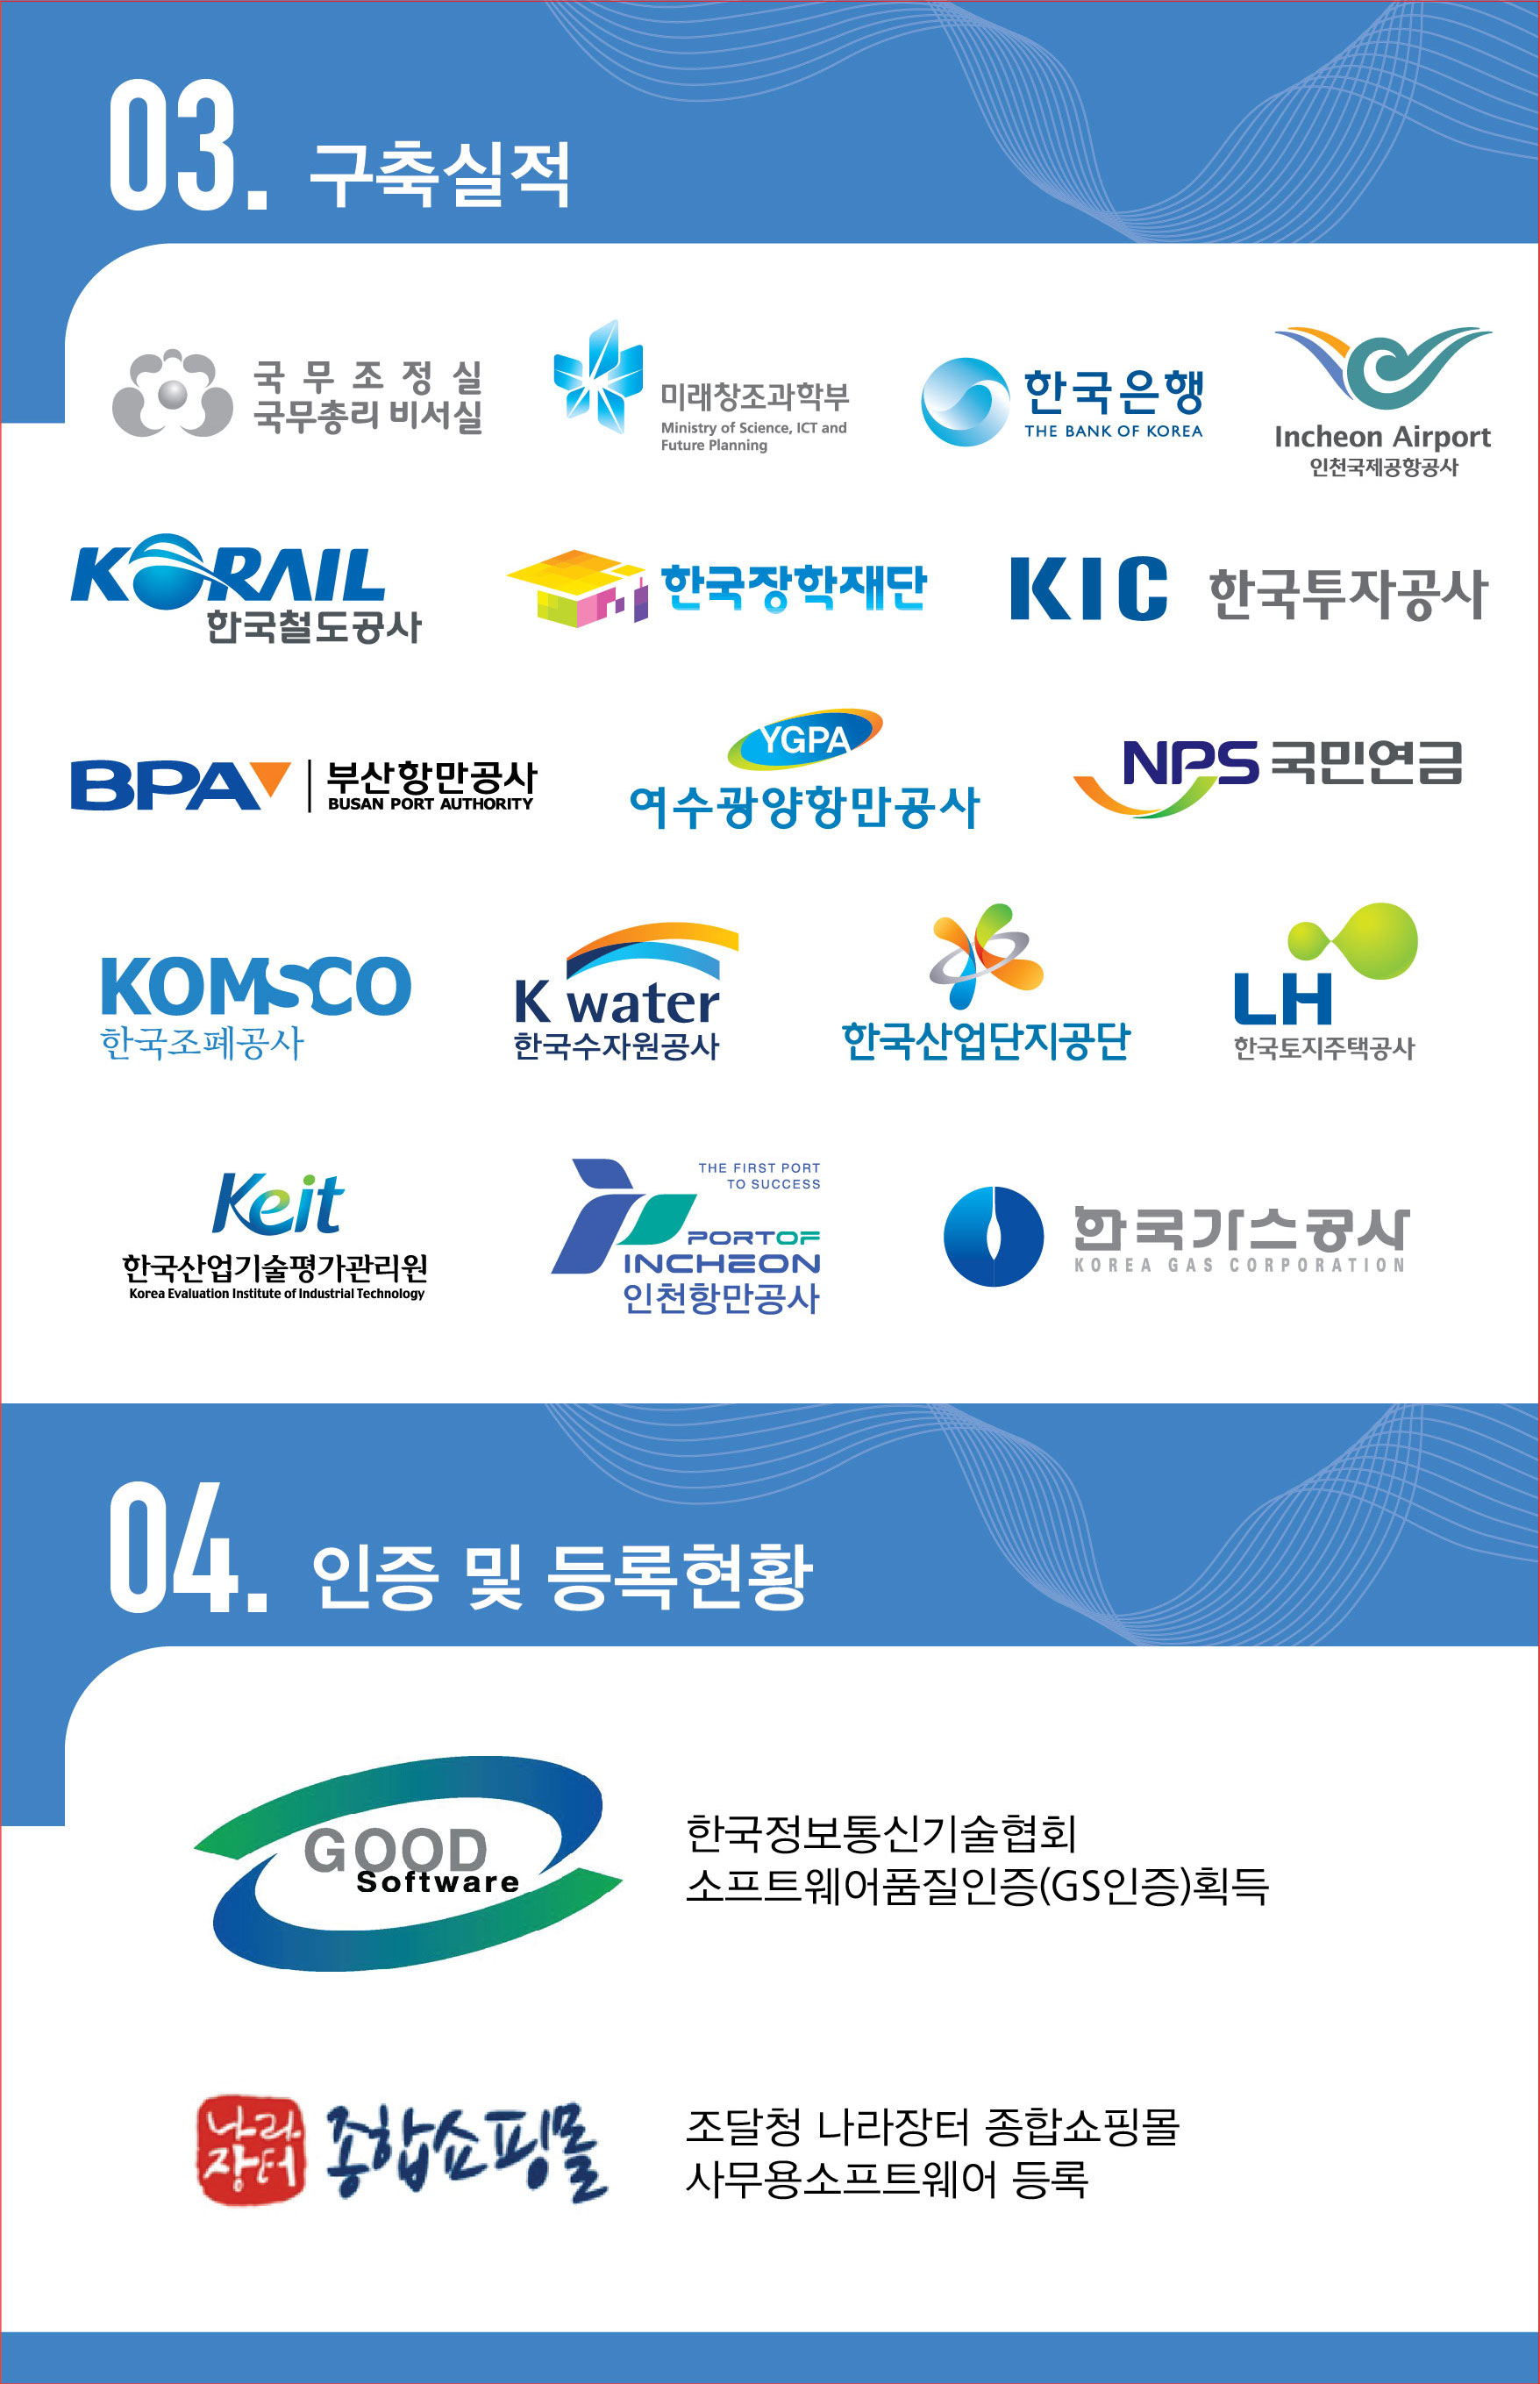 03. 구축실적
국무조정실
국무총리 비서실
미래창조과학부
Ministry of Science, ICT and
Future Planning
한국은행
THE BANK OF KOREA
Incheon Airport
인천국제공항공사
KORAIL
한국철도공사
한국장학재단
KIC 한국투자공사
BPA
부산항만공사
BUSAN PORT AUTHORITY
YGPA
여수광양항만공사
NPS 국민연금
KOMSCO
한국조폐공사
K water
한국수자원공사
한국산업단지공단
LH
한국토지주택공사
Keit
한국산업기술평가관리원
Korea Evaluation Institute of Industrial Technology
THE FIRST PORT
TO SUCCESS
PORT OF
INCHEON
인천항만공사
한국가스공사
KOREA GAS CORPORATION
04. 인증 및 등록현황
GOOD
Software
한국정보통신기술협회
소프트웨어품질인증(GS인증)획득
나라
장터
종합쇼핑몰
조달청 나라장터 종합쇼핑몰
사무용소프트웨어 등록